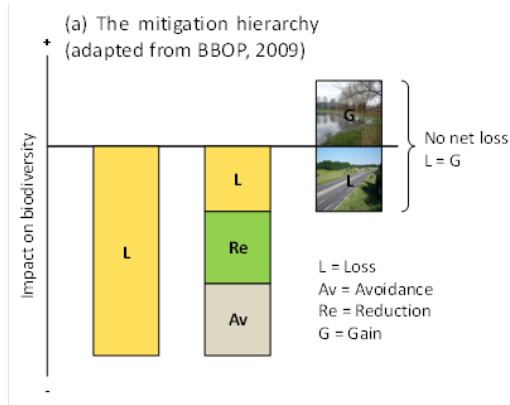 (a) The mitigation hierarchy
(adapted from BBOP, 2009)
+
Impact on biodiversity
-
L
L
Re
Av
G
L
No net loss
L = G
L = Loss
Av = Avoidance
Re = Reduction
G = Gain